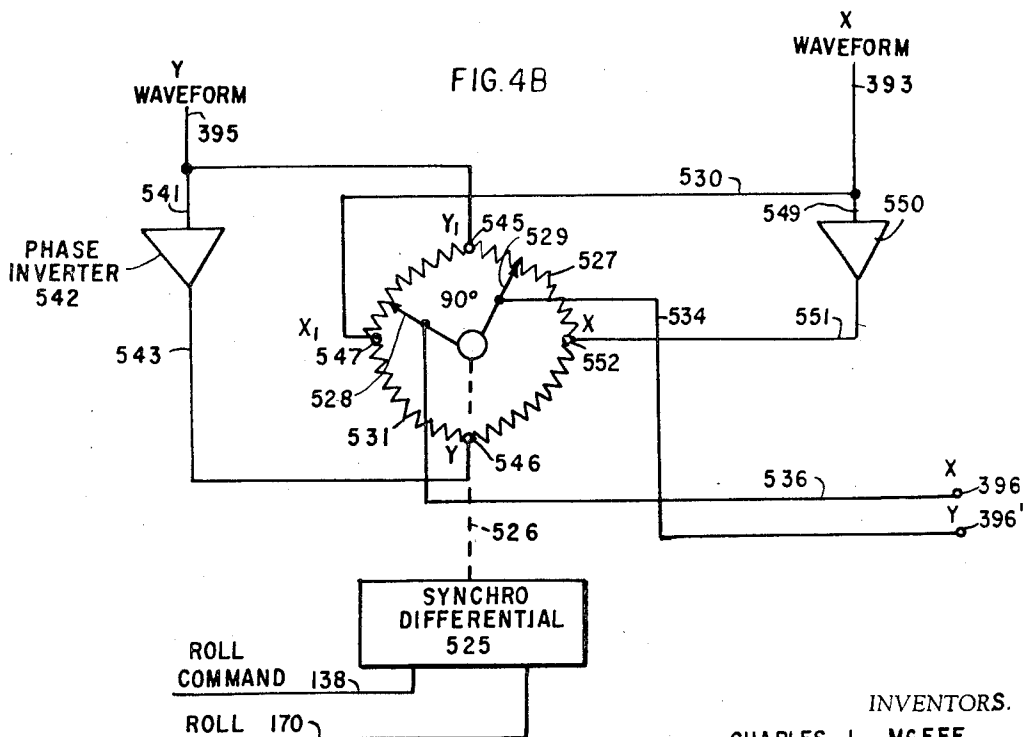 X
WAVEFORM
393
FIG.4B
Y
WAVEFORM
395
530
541
549
550
Y1
545
529
527
PHASE
INVERTER
542
90°
534
551
X1
547
X
552
543
528
531
Y
546
X
536
396
Y
396'
526
SYNCHRO
DIFFERENTIAL
525
ROLL
COMMAND 138
INVENTORS.
ROLL 170
CHARLES